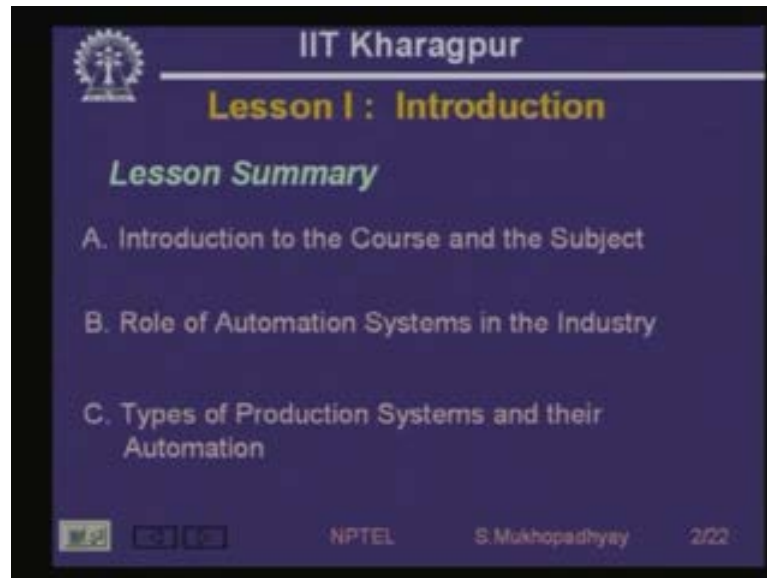 IIT Kharagpur
Lesson I : Introduction
Lesson Summary
A. Introduction to the Course and the Subject
B. Role of Automation Systems in the Industry
C. Types of Production Systems and their
Automation
NPTEL S.Mukhopadhyay 2/22